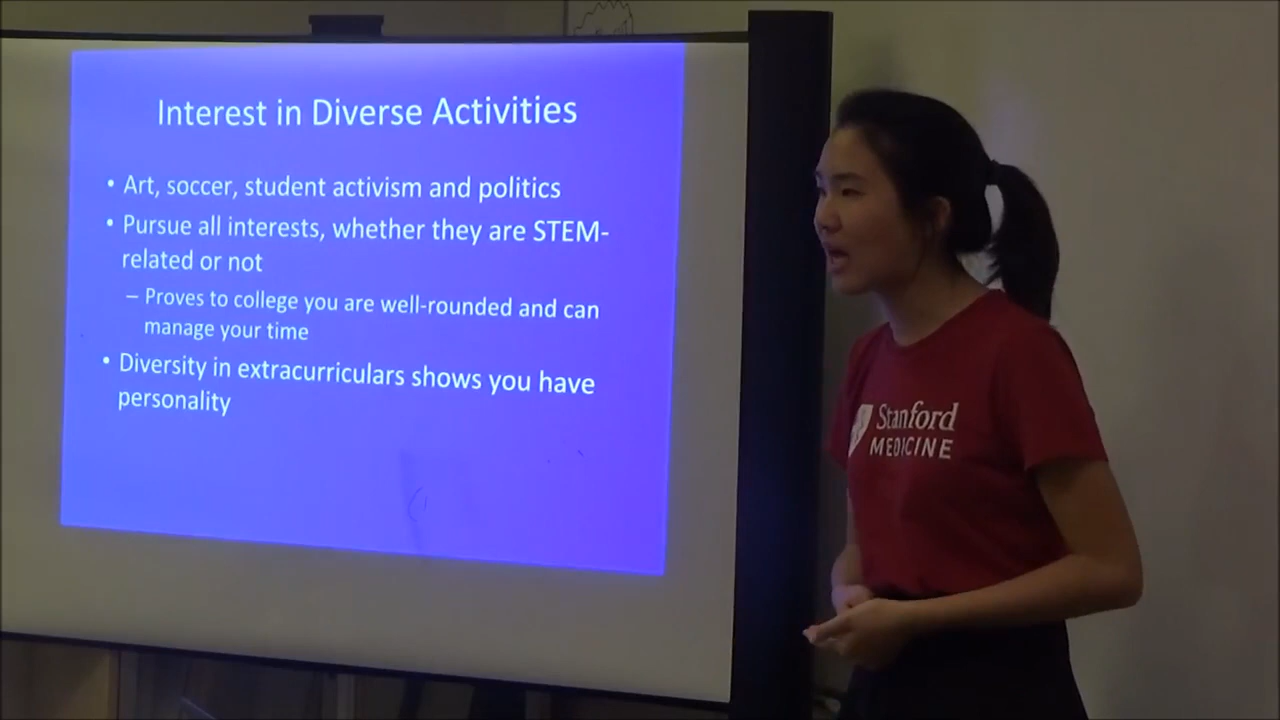 Interest in Diverse Activities
• Art, soccer, student activism and politics
• Pursue all interests, whether they are STEM-
related or not
– Proves to college you are well-rounded and can
manage your time
• Diversity in extracurriculars shows you have
personality
Stanford
MEDICINE